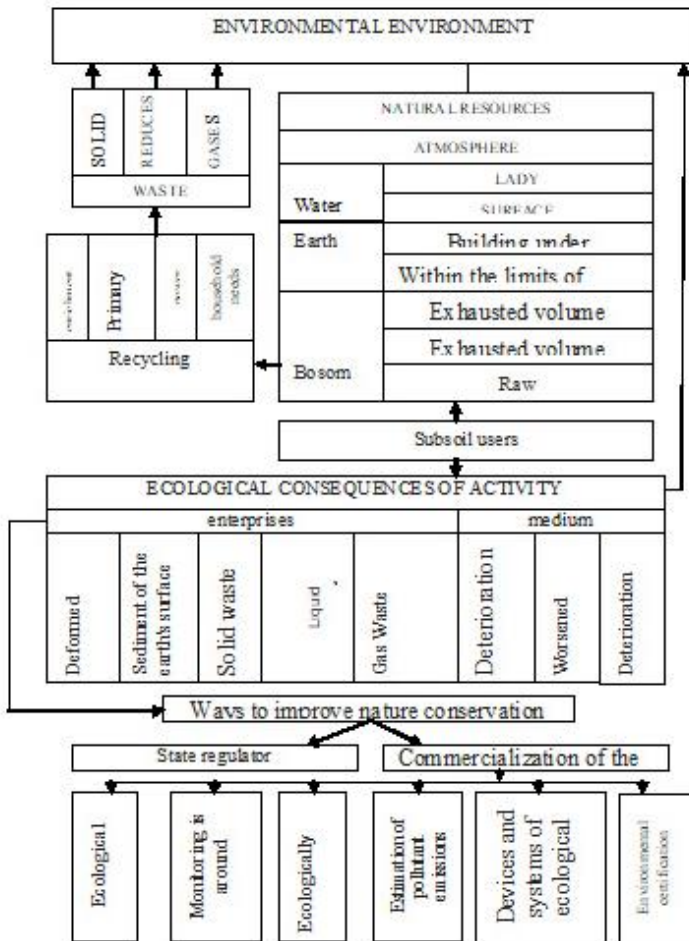 ENVIRONMENTAL ENVIRONMENT
SOLID
REDUCES
GASES
WASTE
NATURAL RESOURCES
ATMOSPHERE
Water
LADY
SURFACE
Earth
Building under
Within the limits of
Exhausted volume
Exhausted volume
Bosom
Raw
Primary
household
needs
Recycling
Subsoil users
ECOLOGICAL CONSEQUENCES OF ACTIVITY
enterprises
medium
Deformed
Sediment of the
earth's surface
Solid waste
Liquid
Gas Waste
Deterioration
Worsened
Deterioration
Ways to improve nature conservation
State regulator
Commercialization of the
Ecological
Monitoring is
around
Ecologically
Estimation of
pollutant
emissions
Devices and
systems of
ecological
Environmental
certification